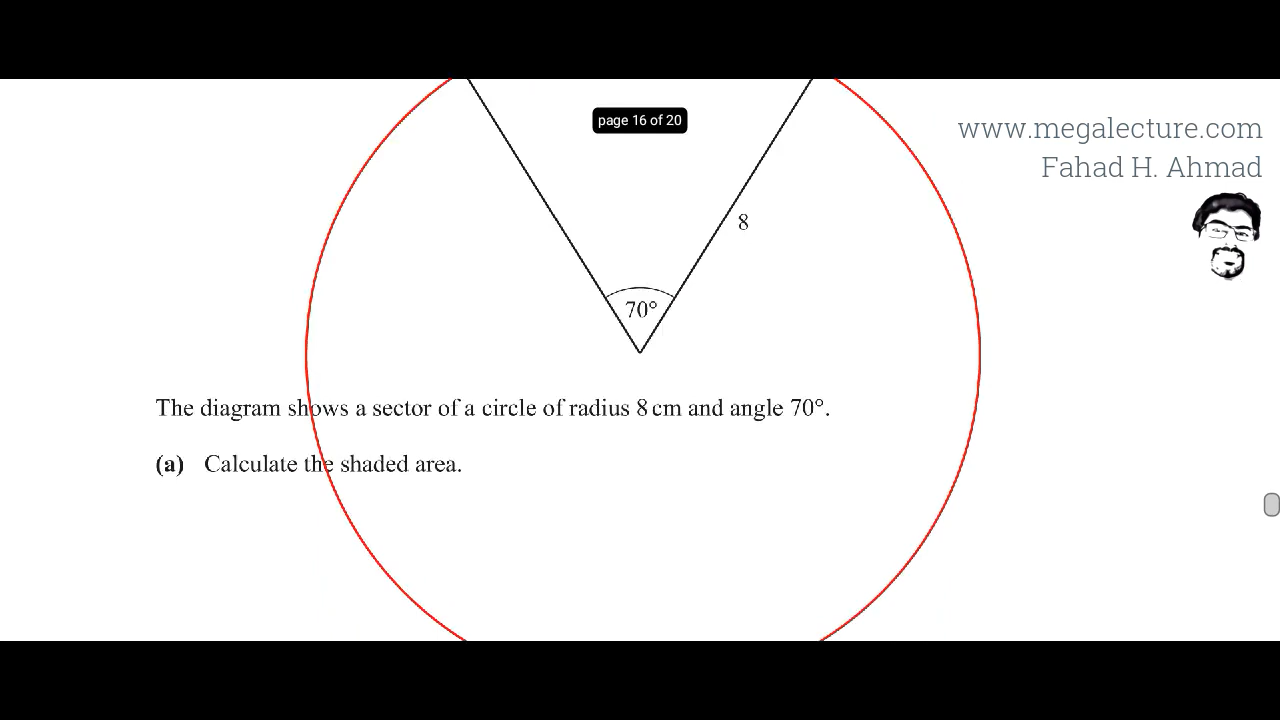 page 16 of 20
www.megalecture.com
Fahad H. Ahmad
8
70°
The diagram shows a sector of a circle of radius 8 cm and angle 70°.
(a) Calculate the shaded area.